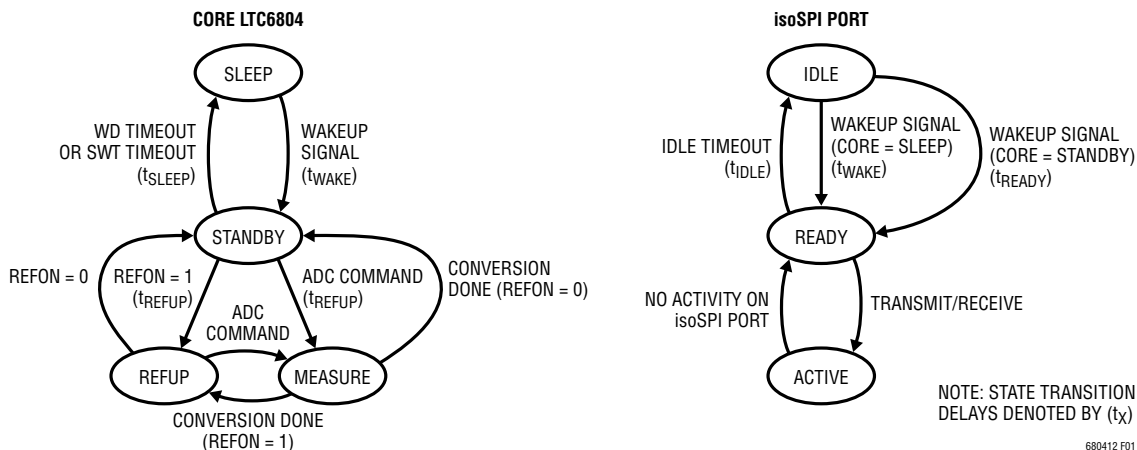 CORE LTC6804
SLEEP
WD TIMEOUT
OR SWT TIMEOUT
(tSLEEP)
WAKEUP
SIGNAL
(tWAKE)
STANDBY
REFON = 0
REFON = 1
(tREFUP)
ADC COMMAND
(tREFUP)
CONVERSION
DONE (REFON = 0)
ADC
COMMAND
REFUP
MEASURE
CONVERSION DONE
(REFON = 1)
isoSPI PORT
IDLE
IDLE TIMEOUT
(tIDLE)
WAKEUP SIGNAL
(CORE = SLEEP)
(tWAKE)
WAKEUP SIGNAL
(CORE = STANDBY)
(tREADY)
READY
NO ACTIVITY ON
isoSPI PORT
TRANSMIT/RECEIVE
ACTIVE
NOTE: STATE TRANSITION
DELAYS DENOTED BY (tX)
680412 F01